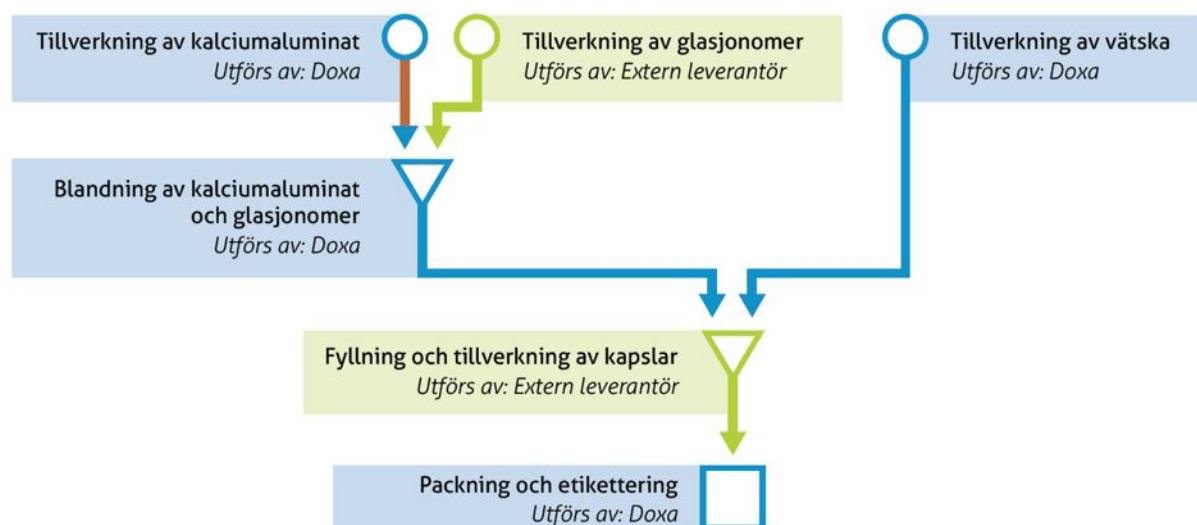 Tillverkning av kalciumaluminat
Utförs av: Doxa
Tillverkning av glasjonomer
Utförs av: Extern leverantör
Tillverkning av vätska
Utförs av: Doxa
Blandning av kalciumaluminat
och glasjonomer
Utförs av: Doxa
Fyllning och tillverkning av kapslar
Utförs av: Extern leverantör
Packning och etikettering
Utförs av: Doxa